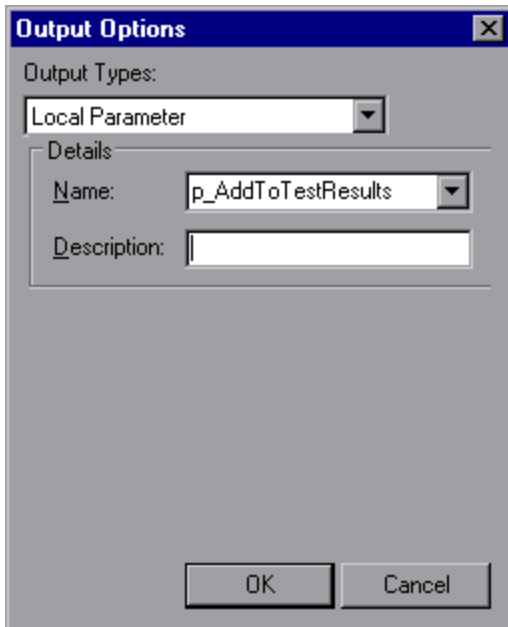 Output Options
Output Types:
Local Parameter
Details
Name: p_AddToTestResults
Description:
OK Cancel